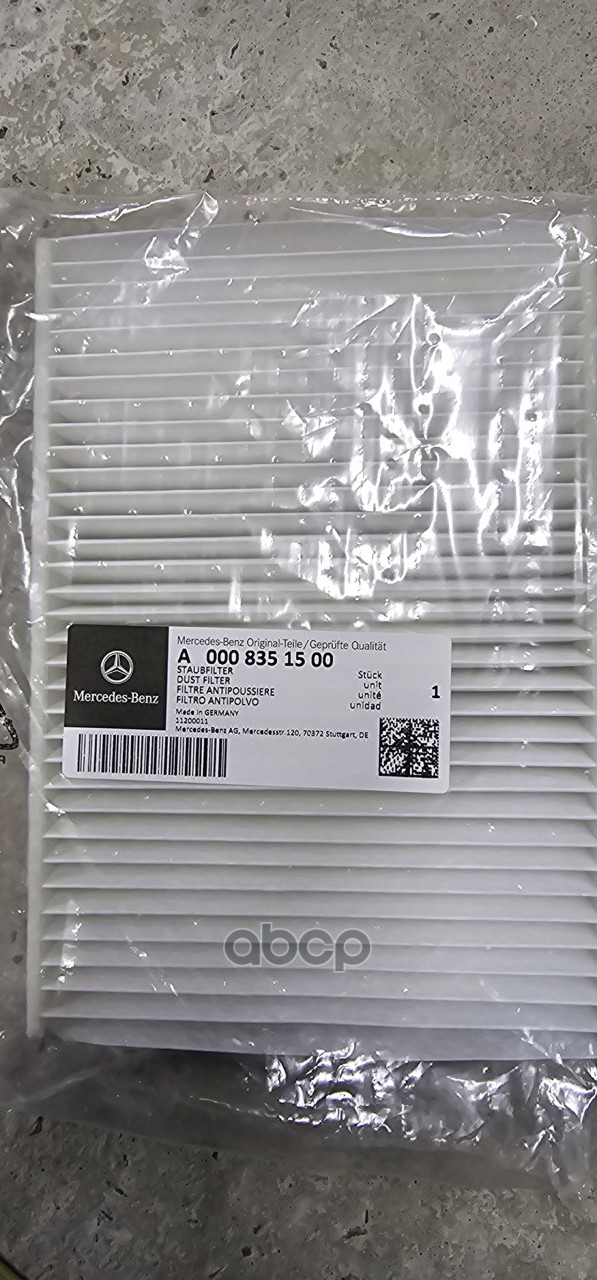 Mercedes-Benz Original-Teile/Geprüfte Qualität
A 000 835 15 00
STAUBFILTER
DUST FILTER
FILTRE ANTIPOUSSIERE
FILTRO ANTIPOLVO
Stück
unit
unité
unidad
1
Made in GERMANY
11200011
Mercedes-Benz AG, Mercedesstr.120, 70372 Stuttgart, DE
Mercedes-Benz
abcp